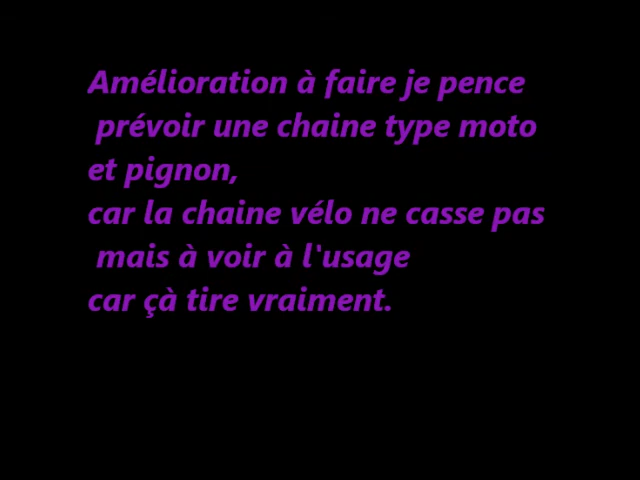 Amélioration à faire je pence
prévoir une chaine type moto
et pignon,
car la chaine vélo ne casse pas
mais à voir à l'usage
car çà tire vraiment.